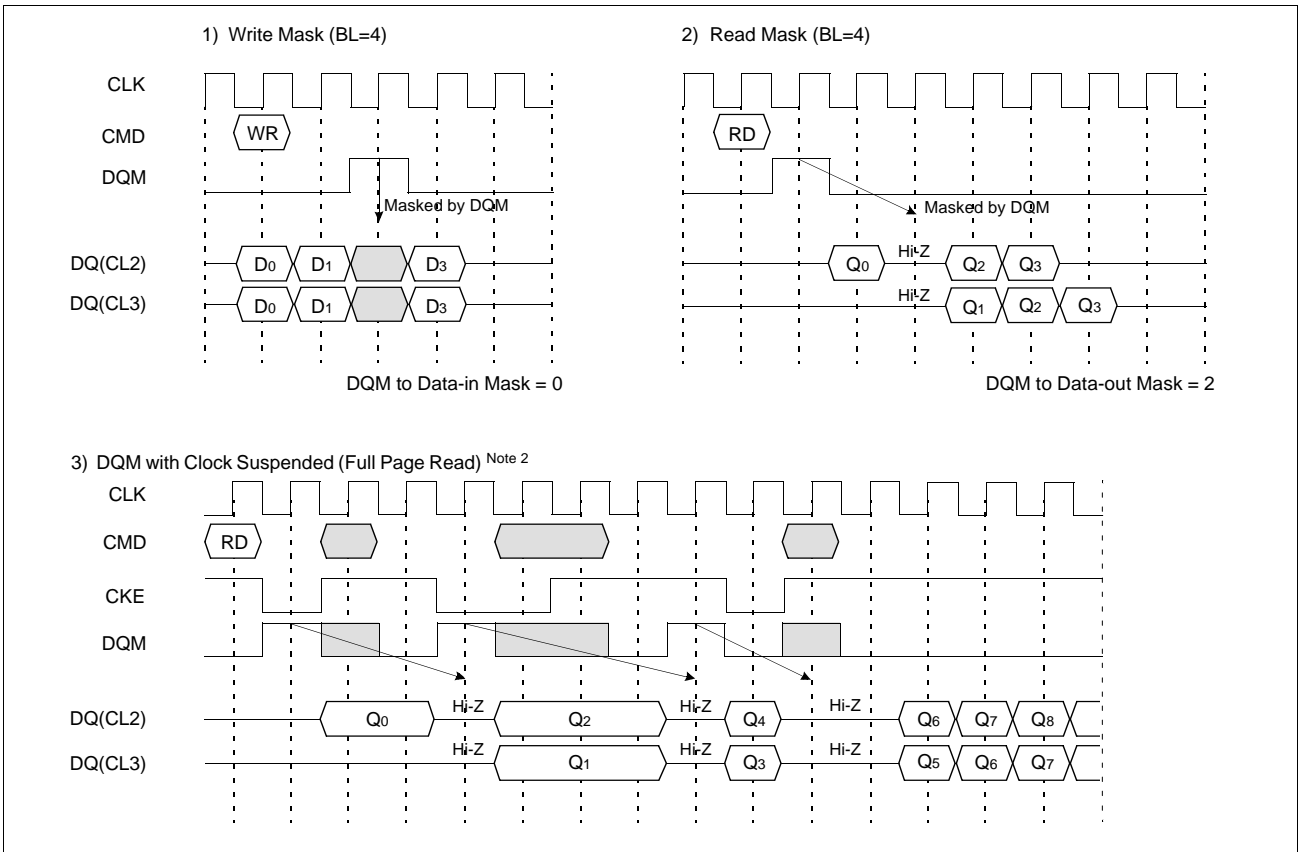 1) Write Mask (BL=4)
CLK
CMD
WR
DQM
Masked by DQM
DQ(CL2)
D0 D1 D3
DQ(CL3)
D0 D1 D3
DQM to Data-in Mask = 0
2) Read Mask (BL=4)
RD
Masked by DQM
Q0 Hi-Z Q2 Q3
Hi-Z Q1 Q2 Q3
DQM to Data-out Mask = 2
3) DQM with Clock Suspended (Full Page Read) Note 2
CLK
CMD
RD
CKE
DQM
DQ(CL2)
Q0 Hi-Z Q2 Hi-Z Q4 Hi-Z Q6 Q7 Q8
DQ(CL3)
Hi-Z Q1 Hi-Z Q3 Hi-Z Q5 Q6 Q7